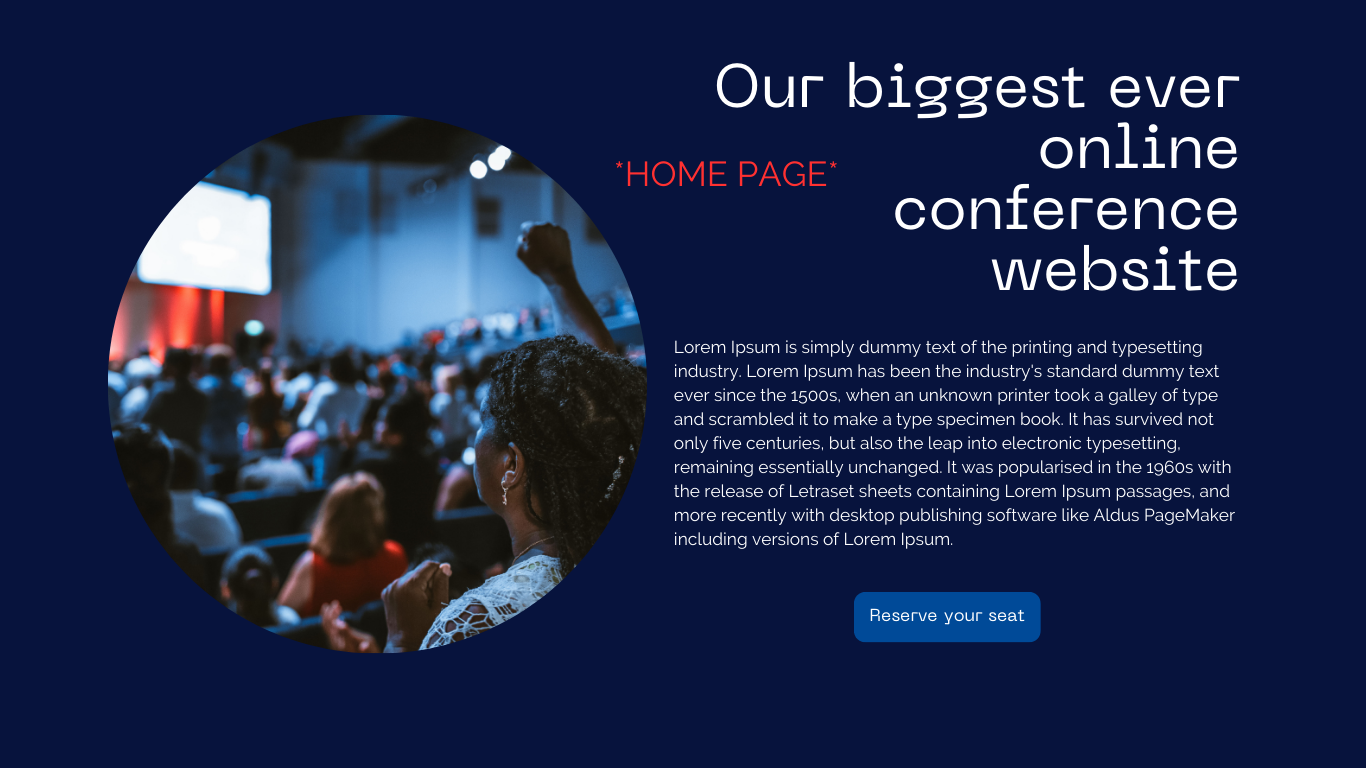 Our biggest ever
online
*HOME PAGE*
conference
website
Lorem Ipsum is simply dummy text of the printing and typesetting
industry. Lorem Ipsum has been the industry's standard dummy text
ever since the 1500s, when an unknown printer took a galley of type
and scrambled it to make a type specimen book. It has survived not
only five centuries, but also the leap into electronic typesetting,
remaining essentially unchanged. It was popularised in the 1960s with
the release of Letraset sheets containing Lorem Ipsum passages, and
more recently with desktop publishing software like Aldus PageMaker
including versions of Lorem Ipsum.
Reserve your seat